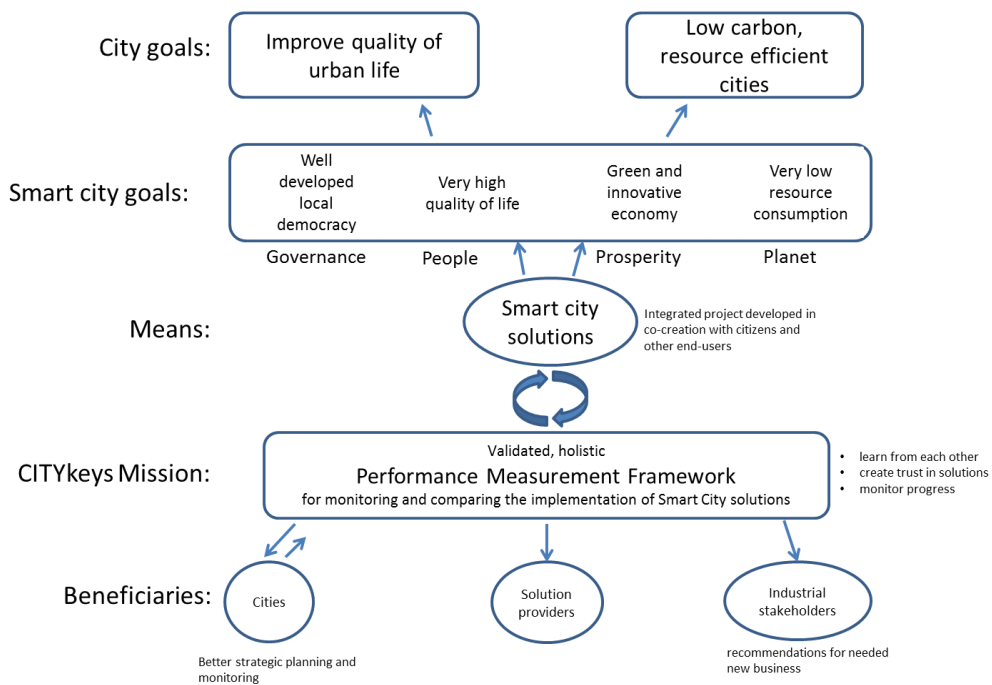 City goals:
Improve quality of
urban life
Low carbon,
resource efficient
cities
Smart city goals:
Well
developed
local
democracy
Very high
quality of life
Green and
innovative
economy
Very low
resource
consumption
Governance
People
Prosperity
Planet
Means:
Smart city
solutions
Integrated project developed in
co-creation with citizens and
other end-users
CITYkeys Mission:
Validated, holistic
Performance Measurement Framework
for monitoring and comparing the implementation of Smart City solutions
• learn from each other
• create trust in solutions
• monitor progress
Beneficiaries:
Cities
Solution
providers
Industrial
stakeholders
Better strategic planning and
monitoring
recommendations for needed
new business